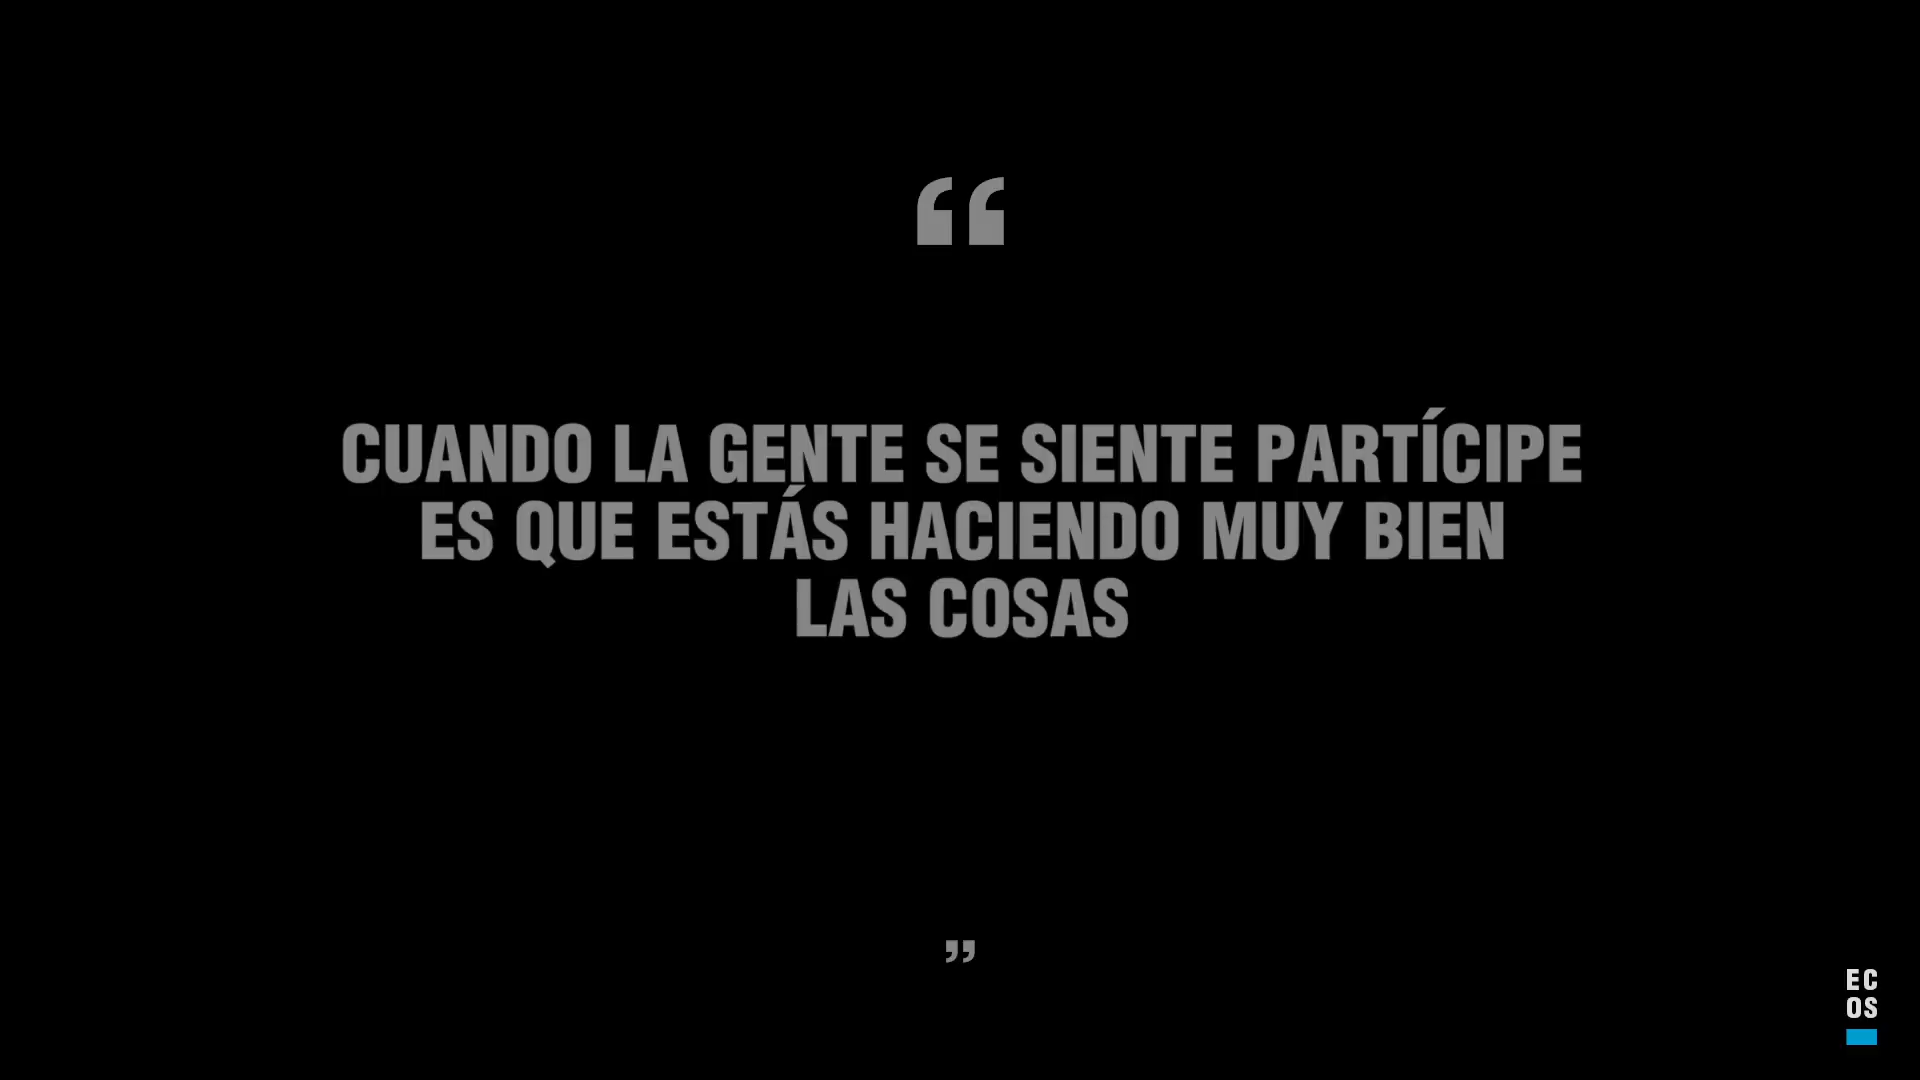 “
CUANDO LA GENTE SE SIENTE PARTÍCIPE
ES QUE ESTÁS HACIENDO MUY BIEN
LAS COSAS
”
EC
OS